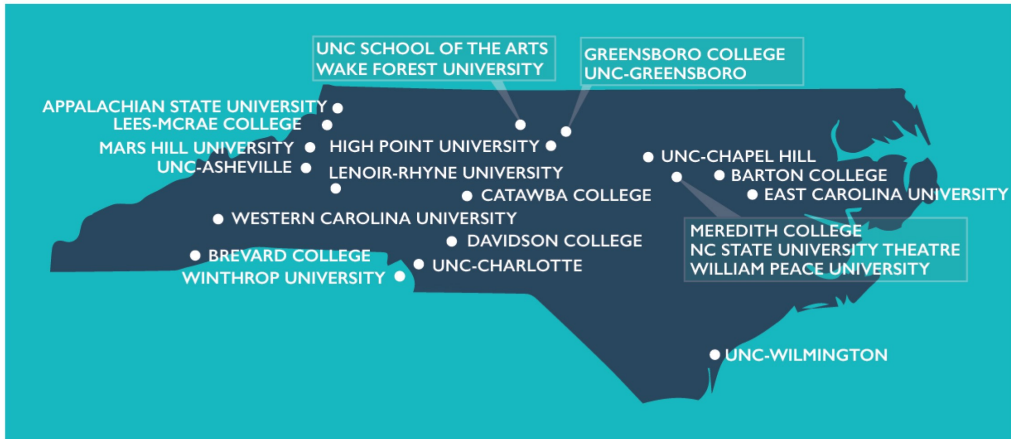 UNC SCHOOL OF THE ARTS
WAKE FOREST UNIVERSITY
GREENSBORO COLLEGE
UNC-GREENSBORO
APPALACHIAN STATE UNIVERSITY
LEES-MCRAE COLLEGE
MARS HILL UNIVERSITY
HIGH POINT UNIVERSITY
UNC-CHAPEL HILL
UNC-ASHEVILLE
LENOIR-RHYNE UNIVERSITY
BARTON COLLEGE
CATAWBA COLLEGE
EAST CAROLINA UNIVERSITY
WESTERN CAROLINA UNIVERSITY
MEREDITH COLLEGE
NC STATE UNIVERSITY THEATRE
WILLIAM PEACE UNIVERSITY
DAVIDSON COLLEGE
BREVARD COLLEGE
UNC-CHARLOTTE
WINTHROP UNIVERSITY
UNC-WILMINGTON